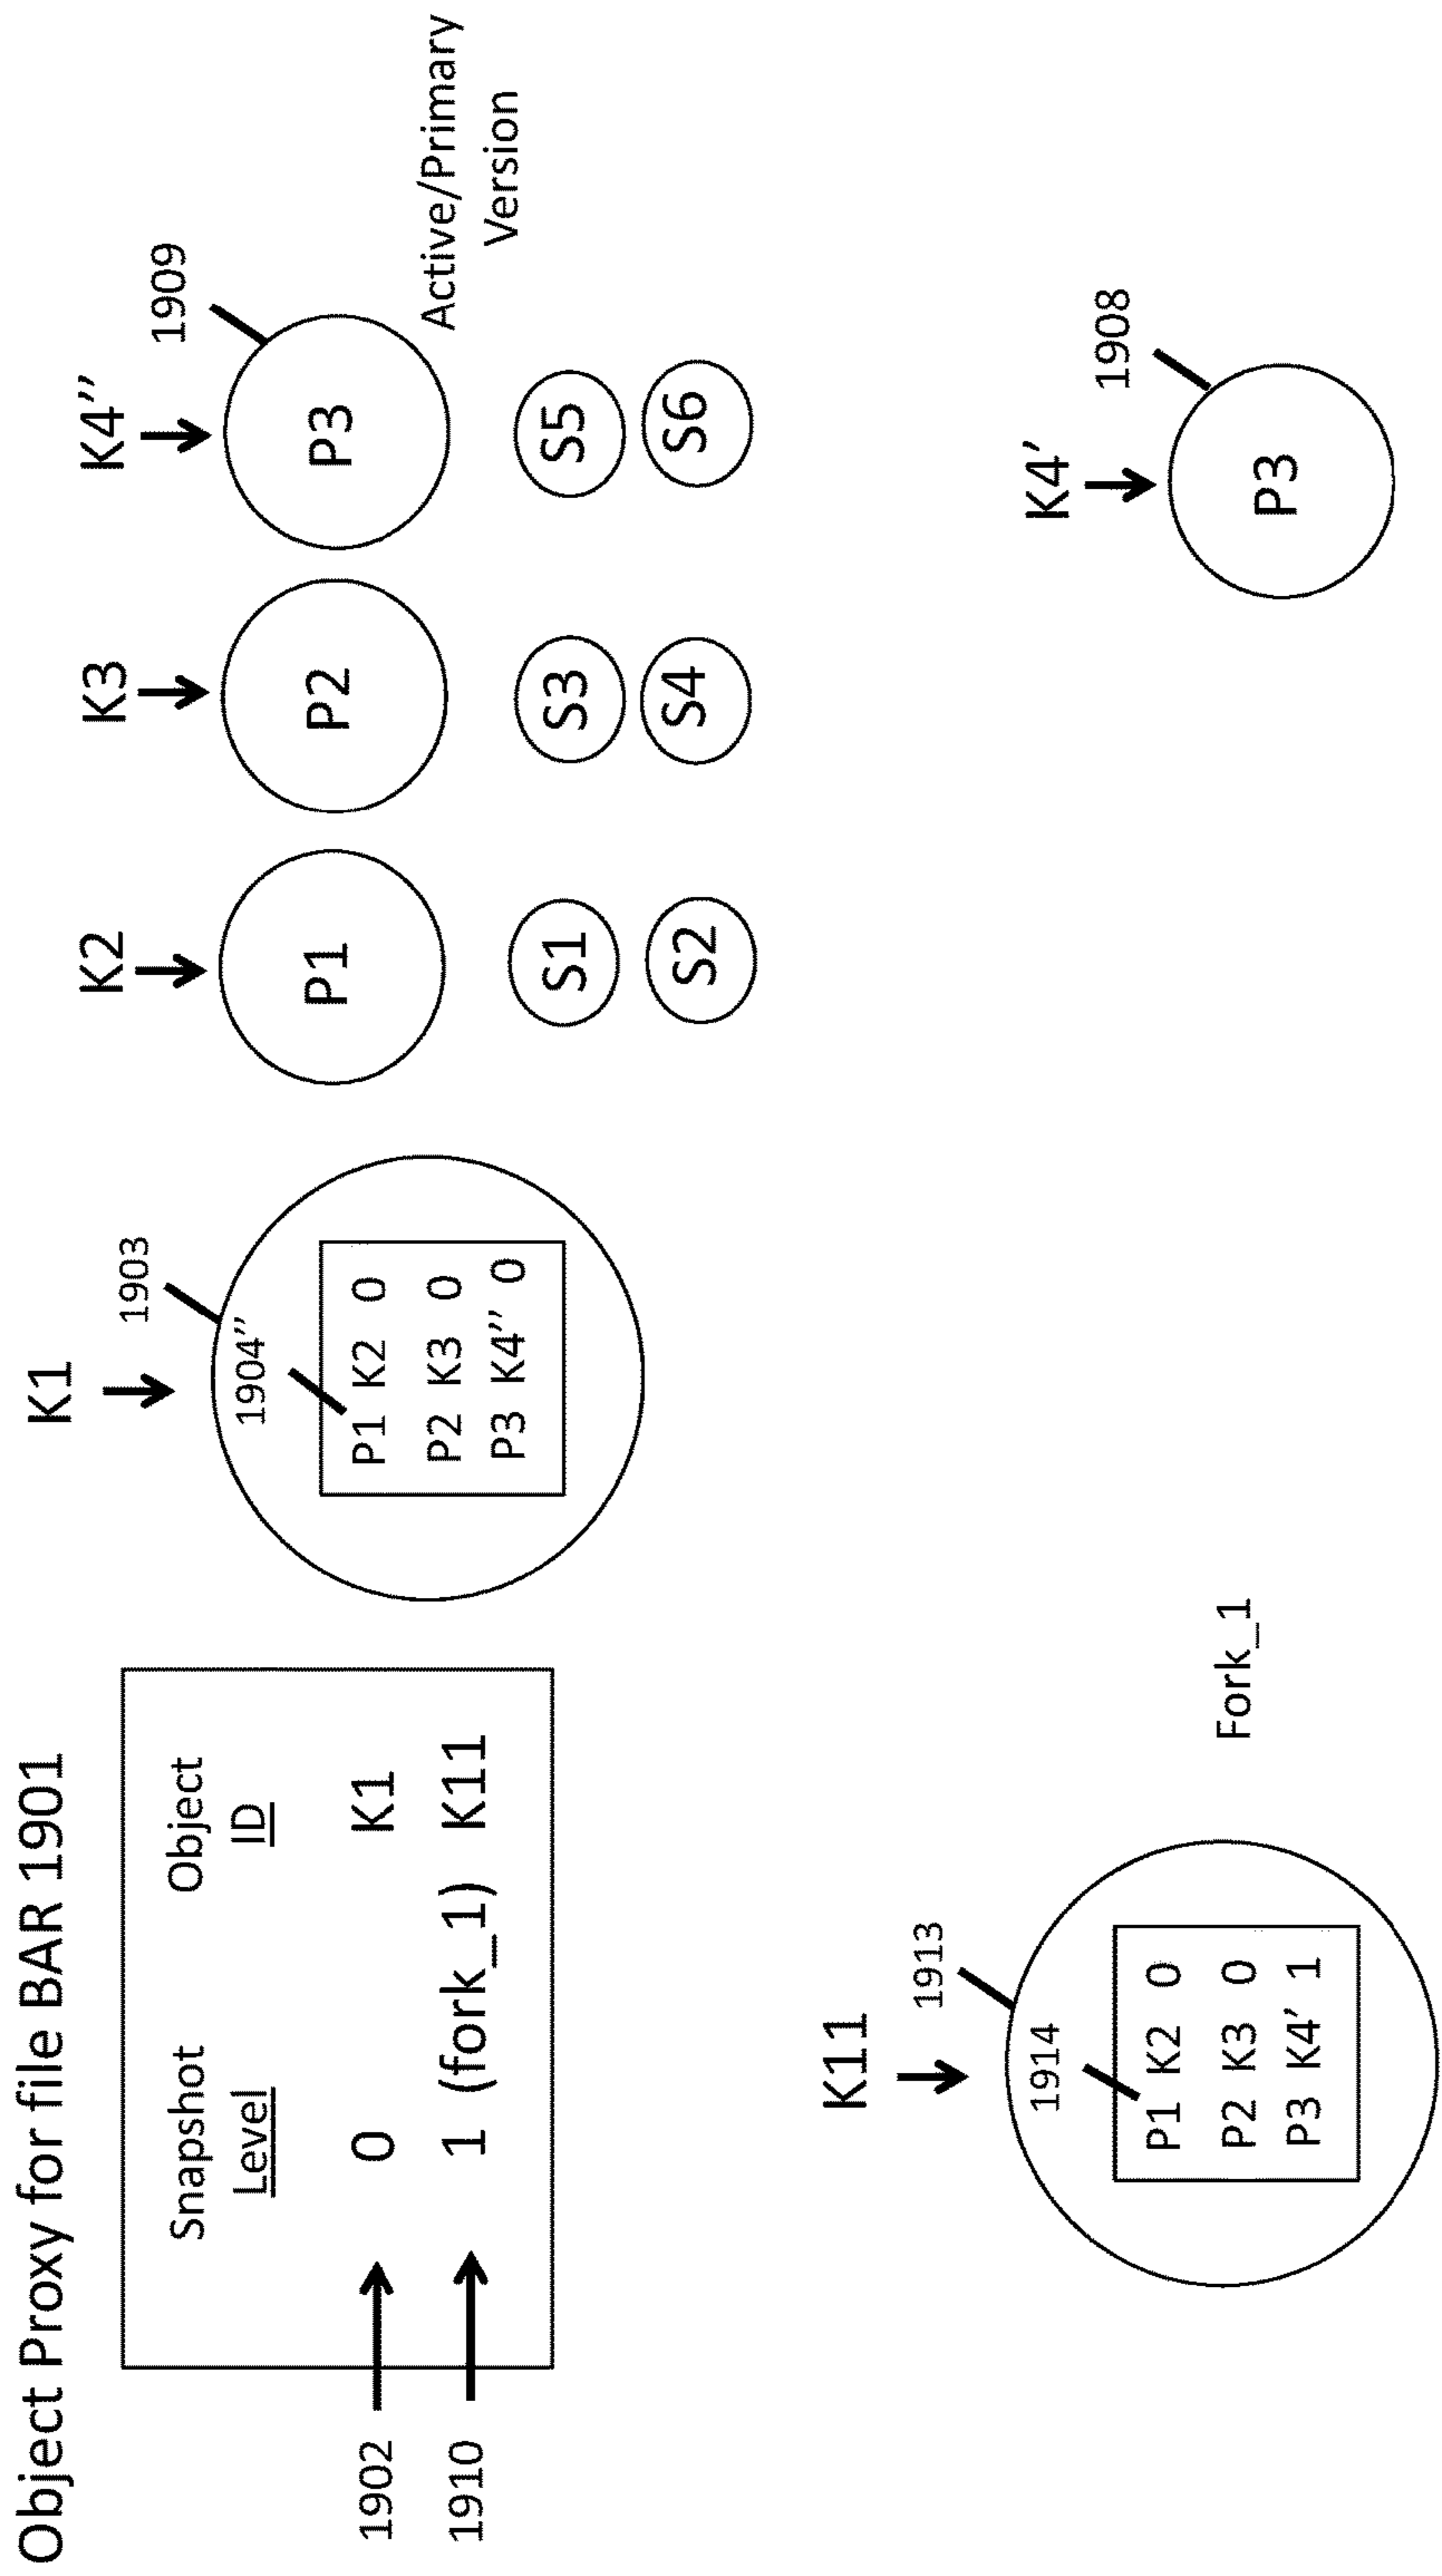 Object Proxy for file BAR 1901
Snapshot Level
Object ID
1902
0 K1
1910
1 (fork_1) K11
K1
1903
1904’’
P1 K2 0
P2 K3 0
P3 K4’’ 0
K2
P1
S1
S2
K3
P2
S3
S4
K4’’
1909
P3
S5
S6
Active/Primary
Version
K11
1913
1914
P1 K2 0
P2 K3 0
P3 K4’ 1
Fork_1
K4’
1908
P3